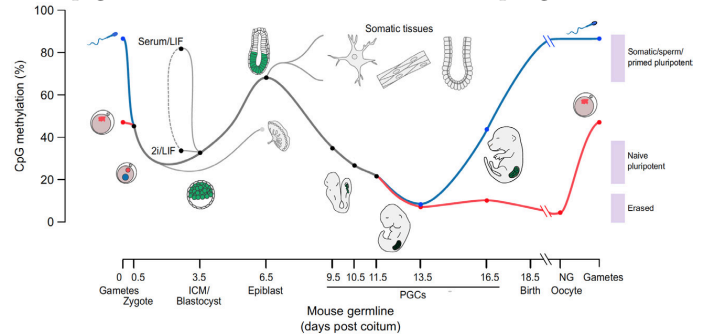 100
80
60
40
20
0
CpG methylation (%)
Serum/LIF
2i/LIF
Somatic tissues
Somatic/sperm/
primed pluripotent
Naive
pluripotent
Erased
0 0.5 3.5 6.5 9.5 10.5 11.5 13.5 16.5 18.5 NG Gametes
Gametes ICM/ Epiblast PGCs Birth Oocyte
Zygote Blastocyst
Mouse germline
(days post coitum)